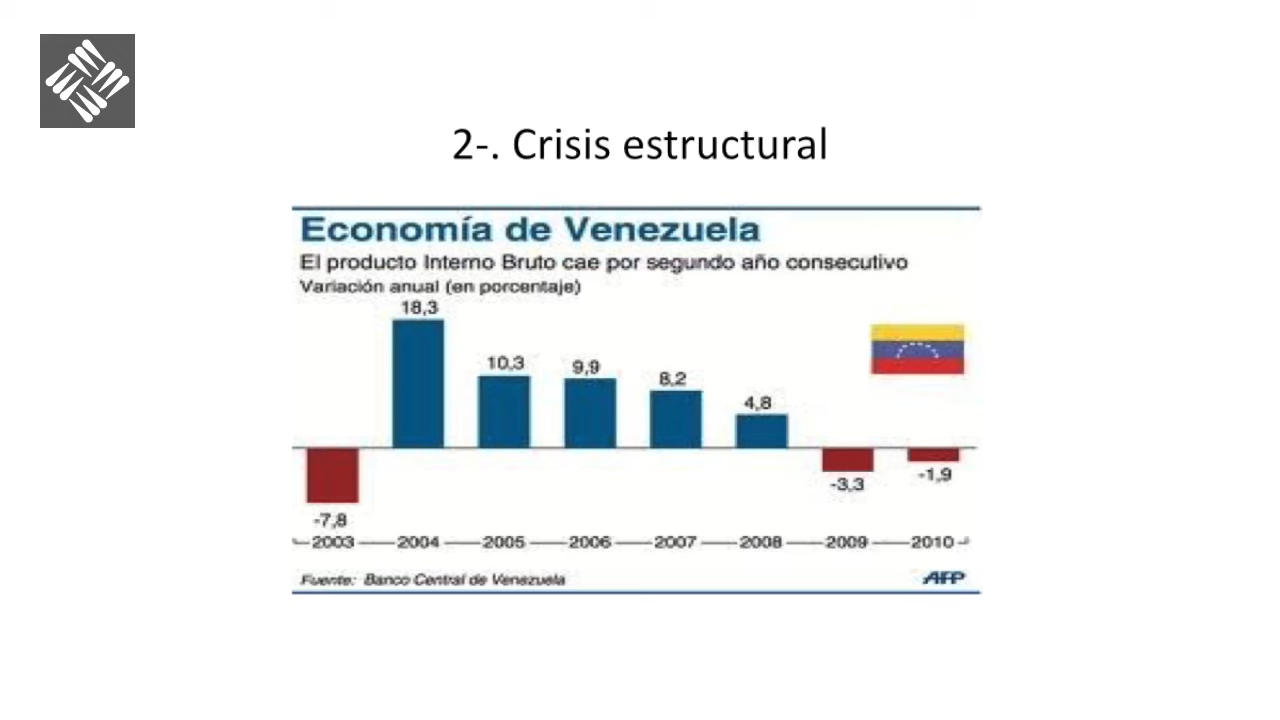 2-. Crisis estructural
Economía de Venezuela
El producto Interno Bruto cae por segundo año consecutivo
Variación anual (en porcentaje)
18,3
10,3
9,9
8,2
4,8
-3,3
-1,9
-7,8
2003 2004 2005 2006 2007 2008 2009 2010
Fuente: Banco Central de Venezuela
AFP